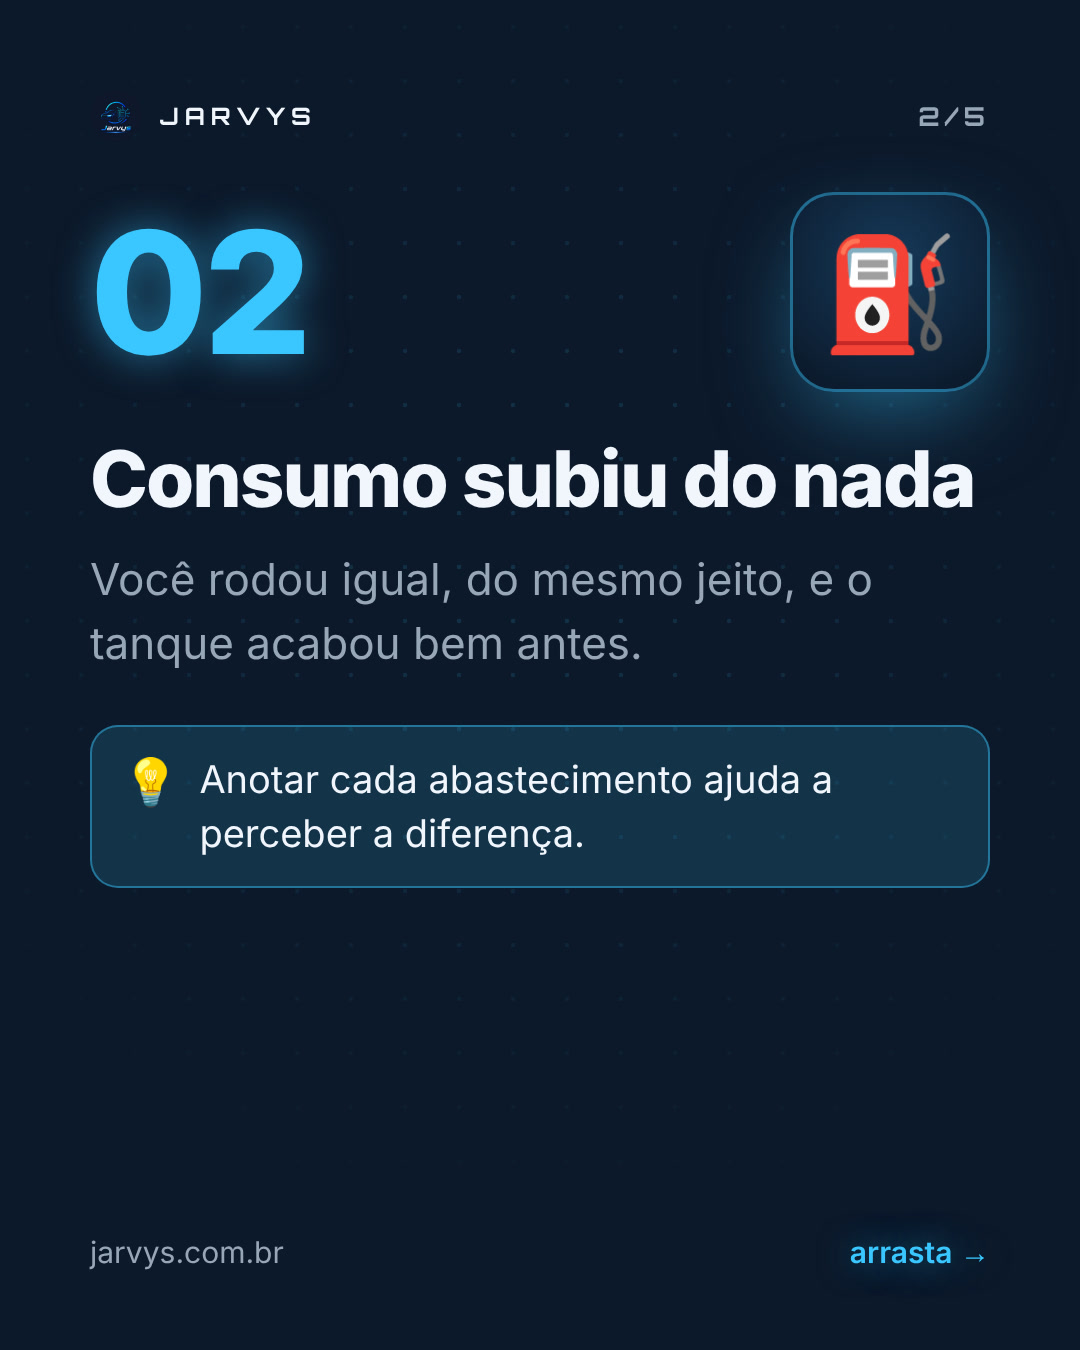 Jarvys
JARVYS
2/5
02
Consumo subiu do nada
Você rodou igual, do mesmo jeito, e o
tanque acabou bem antes.
Anotar cada abastecimento ajuda a
perceber a diferença.
jarvys.com.br
arrasta →